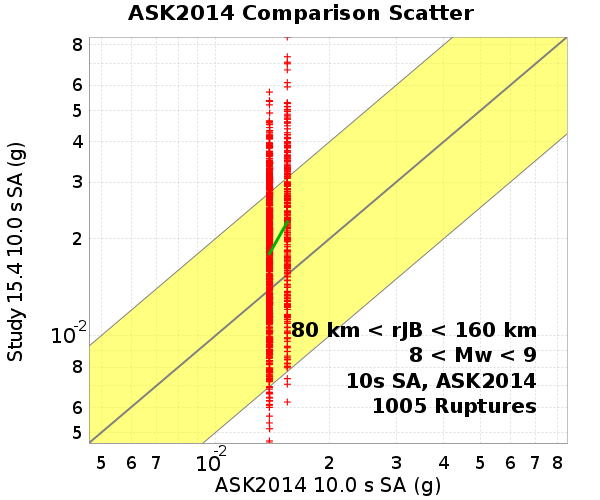 ASK2014 Comparison Scatter
8
6
5
4
3
2
10-2
8
6
5
Study 15.4 10.0 s SA (g)
80 km < rJB < 160 km
8 < Mw < 9
10s SA, ASK2014
1005 Ruptures
5 6 7 10-2 2 3 4 5 6 7 8
ASK2014 10.0 s SA (g)